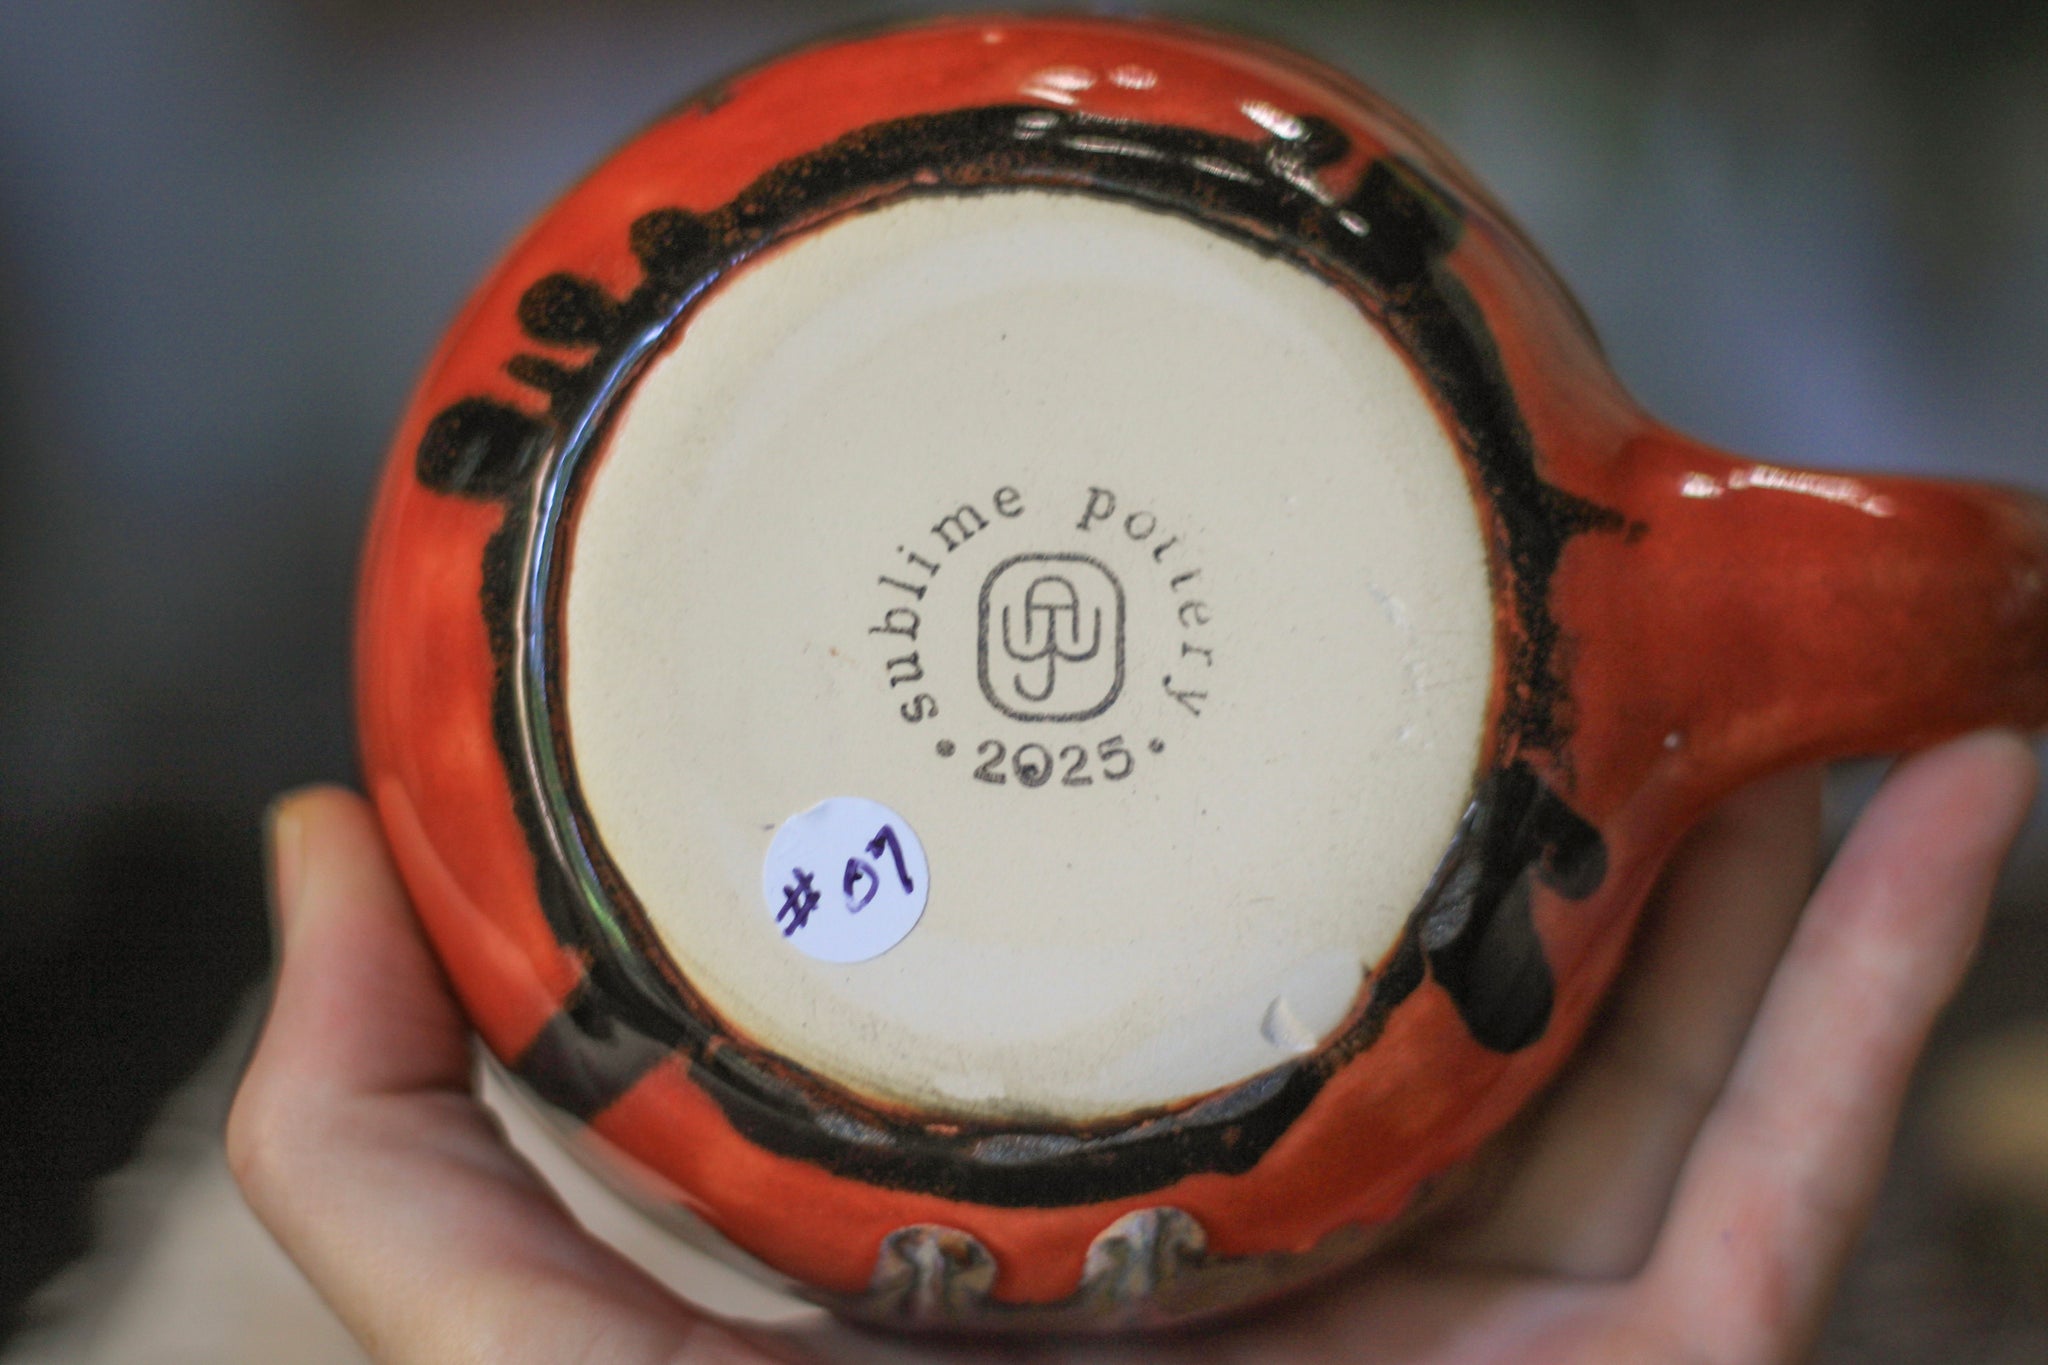 sublime pottery
• 2025 •
# 07